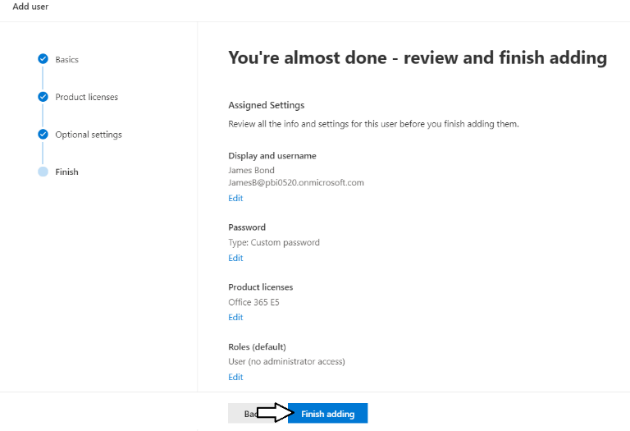 Add user
Basics
Product licenses
Optional settings
Finish
You're almost done - review and finish adding
Assigned Settings
Review all the info and settings for this user before you finish adding them.
Display and username
James Bond
JamesB@pbi0520.onmicrosoft.com
Edit
Password
Type: Custom password
Edit
Product licenses
Office 365 E5
Edit
Roles (default)
User (no administrator access)
Edit
Finish adding